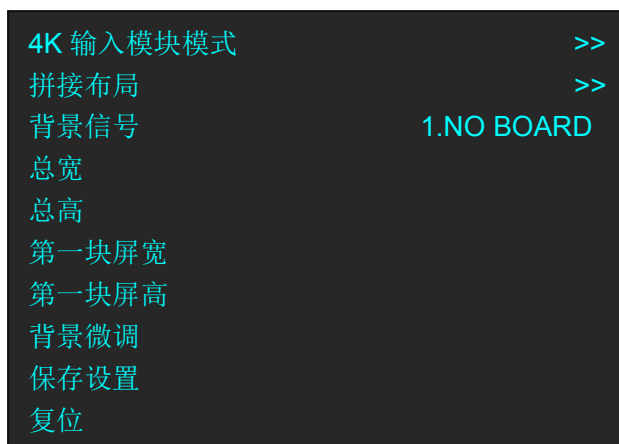 4K 输入模块模式 >>
拼接布局 >>
背景信号 1.NO BOARD
总宽
总高
第一块屏宽
第一块屏高
背景微调
保存设置
复位